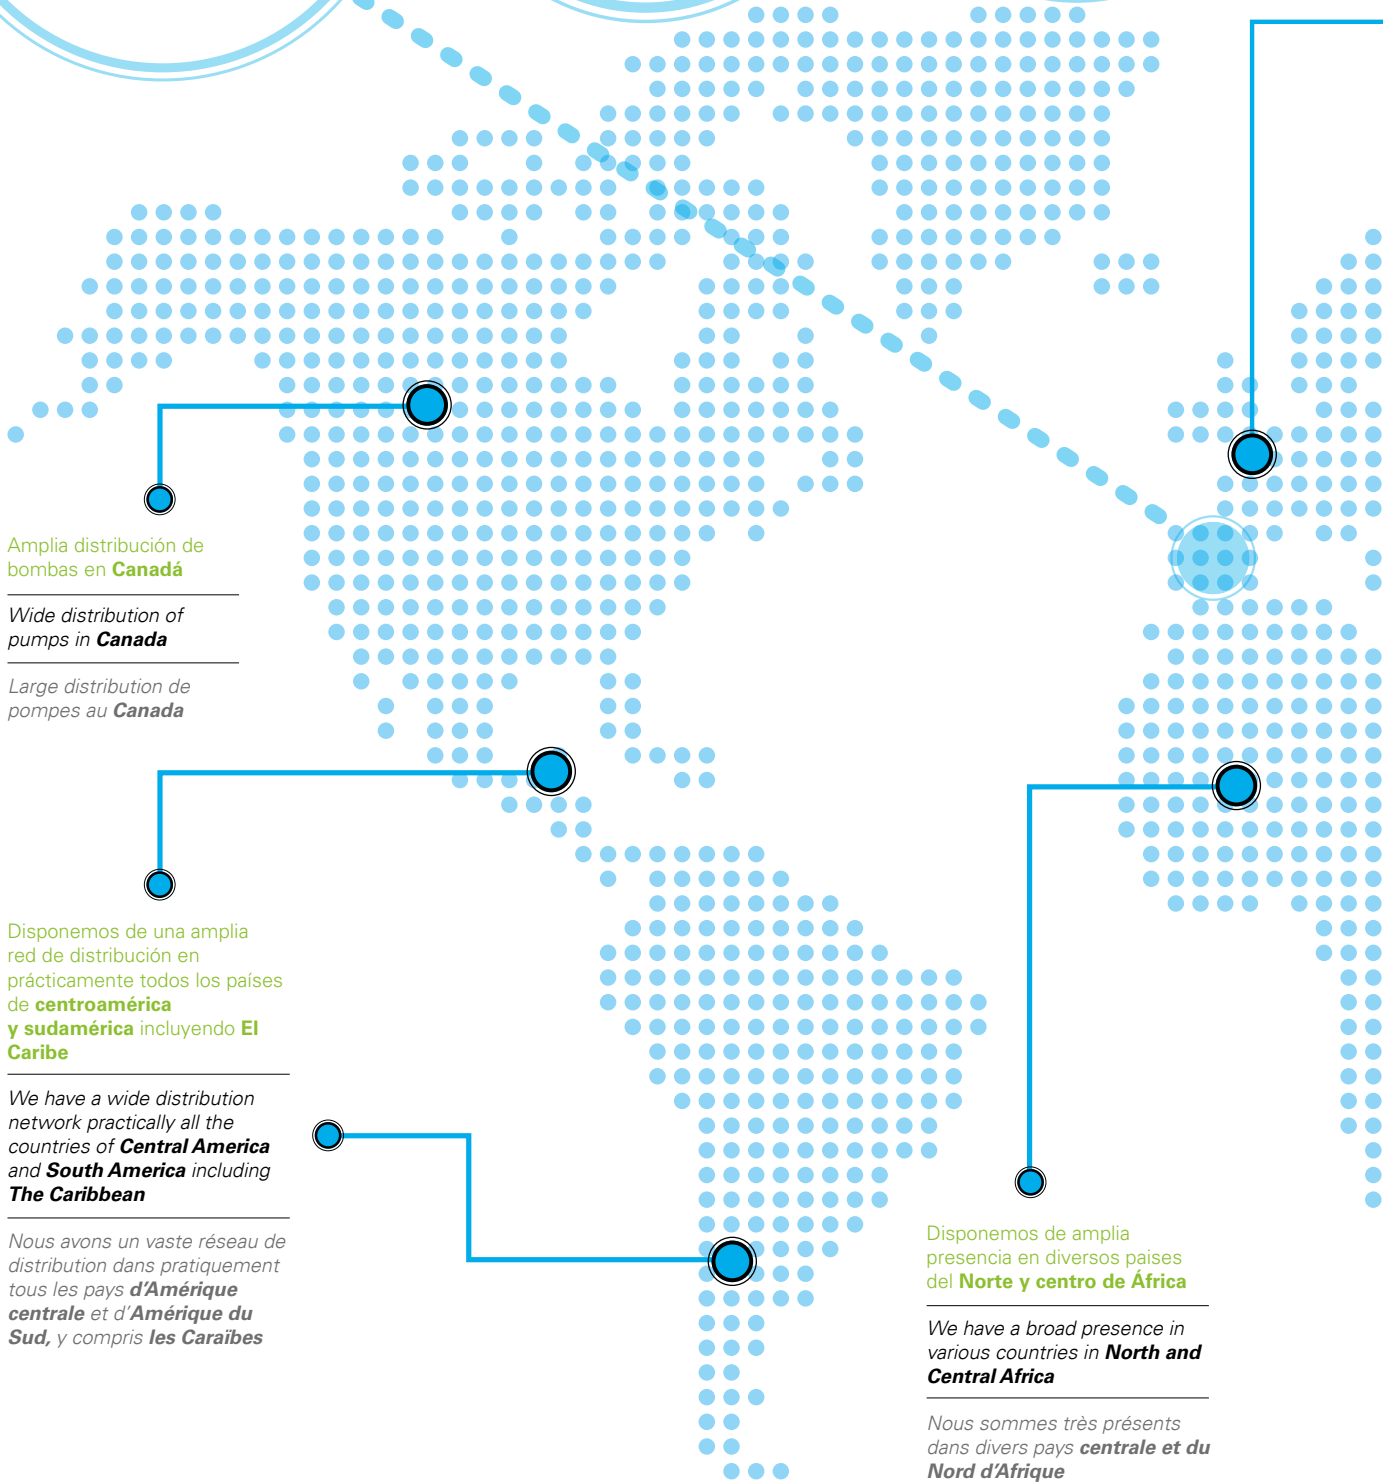 Amplia distribución de
bombas en Canadá
Wide distribution of
pumps in Canada
Large distribution de
pompes au Canada
Disponemos de una amplia
red de distribución en
prácticamente todos los países
de centroamérica
y sudamérica incluyendo El
Caribe
We have a wide distribution
network practically all the
countries of Central America
and South America including
The Caribbean
Nous avons un vaste réseau de
distribution dans pratiquement
tous les pays d'Amérique
centrale et d'Amérique du
Sud, y compris les Caraïbes
Disponemos de amplia
presencia en diversos paises
del Norte y centro de África
We have a broad presence in
various countries in North and
Central Africa
Nous sommes très présents
dans divers pays centrale et du
Nord d'Afrique